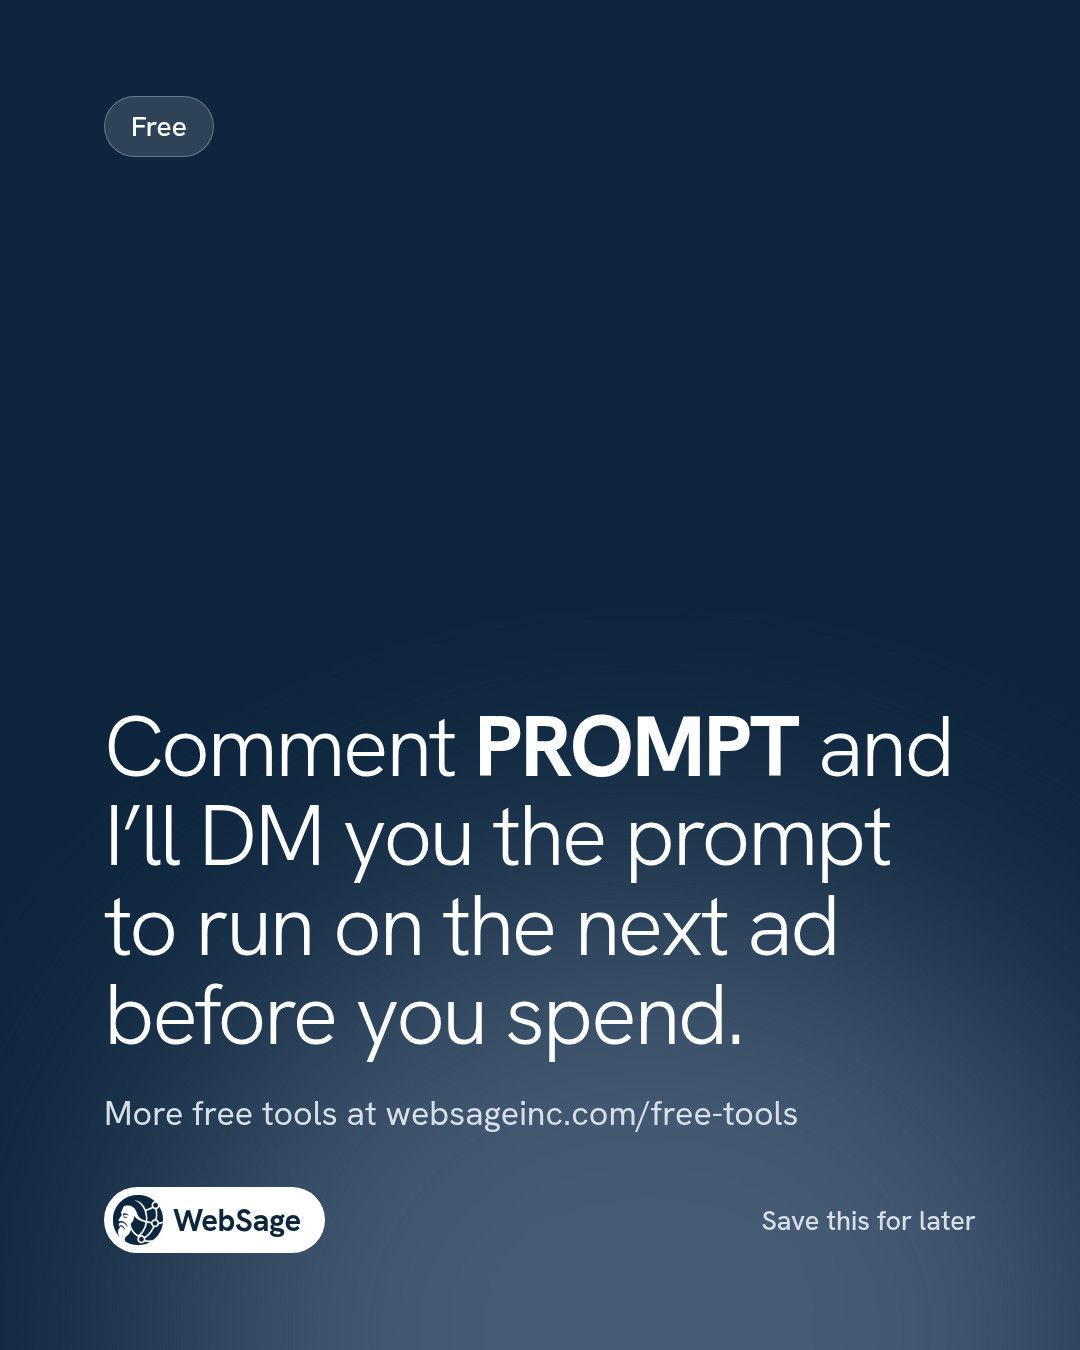 Free
Comment PROMPT and
I’ll DM you the prompt
to run on the next ad
before you spend.
More free tools at websageinc.com/free-tools
WebSage
Save this for later